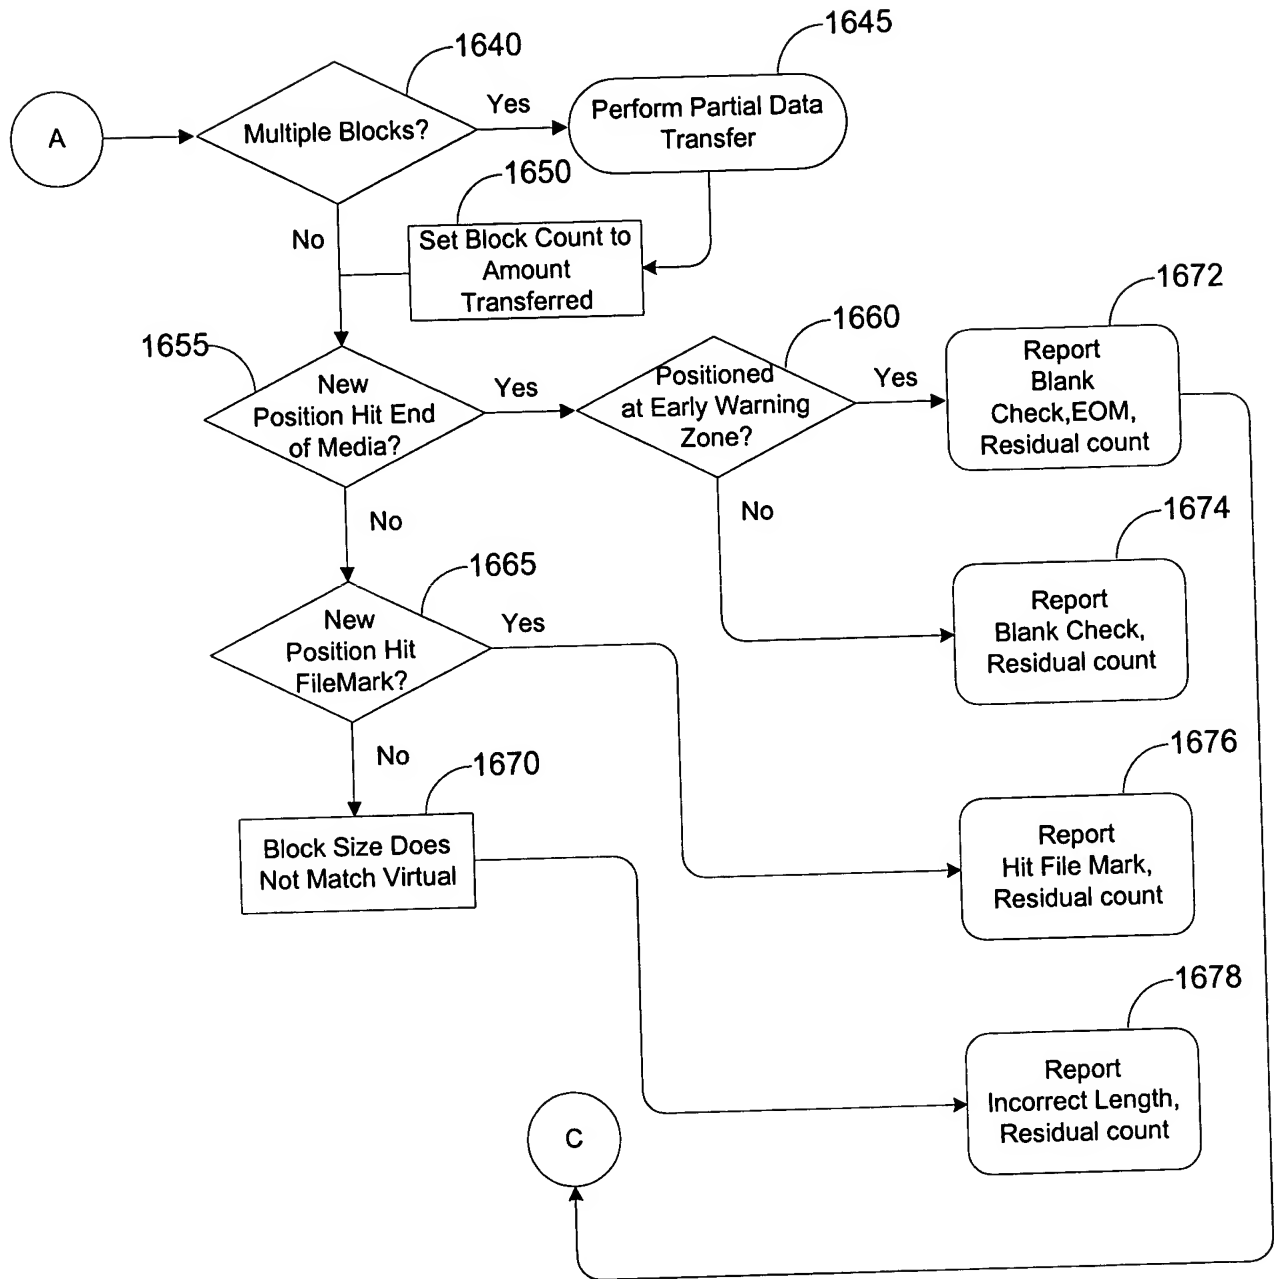 1645
1640
Yes
Perform Partial Data
Transfer
A
Multiple Blocks?
1650
No
Set Block Count to
Amount
Transferred
1672
1660
1655
New
Position Hit End
of Media?
Yes
Positioned
at Early Warning
Zone?
Yes
Report
Blank
Check,EOM,
Residual count
No
No
1674
1665
Report
Blank Check,
Residual count
New
Position Hit
FileMark?
Yes
No
1676
1670
Block Size Does
Not Match Virtual
Report
Hit File Mark,
Residual count
1678
Report
Incorrect Length,
Residual count
C